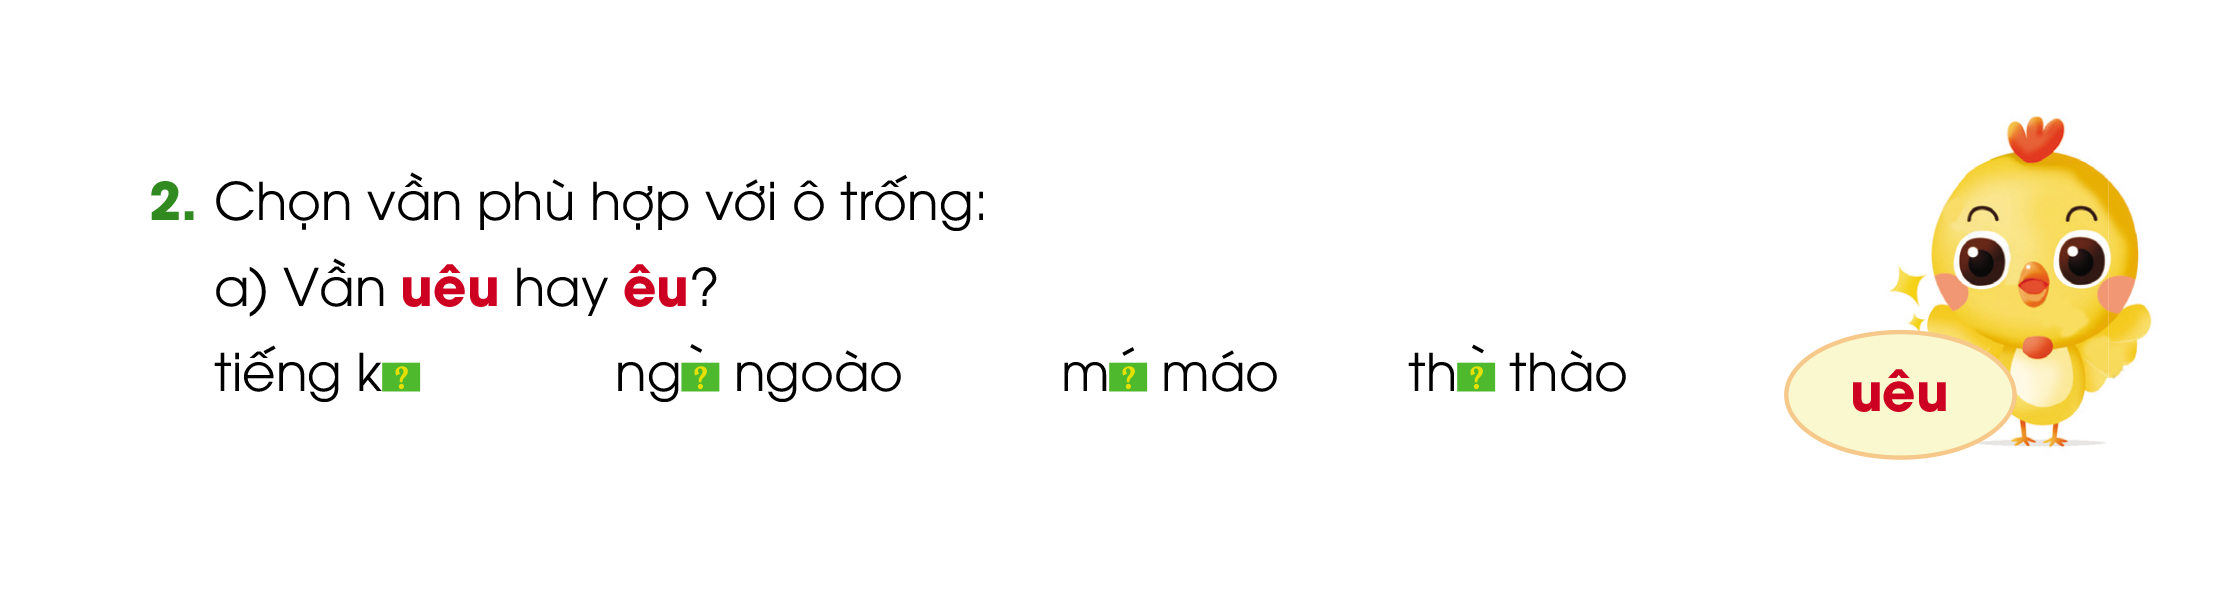 2. Chọn vần phù hợp với ô trống:
a) Vần uêu hay êu?
tiếng k? ng?̀ ngoào m?́ máo th?̀ thào
uêu